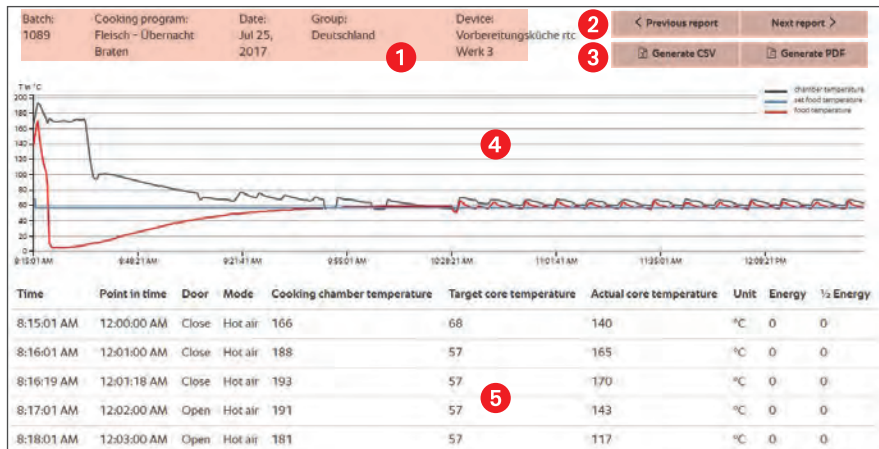 Batch: Cooking program: Date: Group: Device:
1089 Fleisch - Übernacht Jul 25, Deutschland Vorbereitungsküche rtc
Braten 2017 Werk 3
1
2 < Previous report Next report >
3 Generate CSV Generate PDF
T in °C
chamber temperature
set food temperature
food temperature
200
180
160
140
120
100
80
60
40
20
0
4
8:15:01 AM 8:48:21 AM 9:21:41 AM 9:55:01 AM 10:28:21 AM 11:01:41 AM 11:35:01 AM 12:08:21 PM
Time Point in time Door Mode Cooking chamber temperature Target core temperature Actual core temperature Unit Energy ½ Energy
8:15:01 AM 12:00:00 AM Close Hot air 166 68 140 °C 0 0
8:16:01 AM 12:01:00 AM Close Hot air 188 57 165 °C 0 0
8:16:19 AM 12:01:18 AM Close Hot air 193 57 170 °C 0 0
5
8:17:01 AM 12:02:00 AM Open Hot air 191 57 143 °C 0 0
8:18:01 AM 12:03:00 AM Open Hot air 181 57 117 °C 0 0